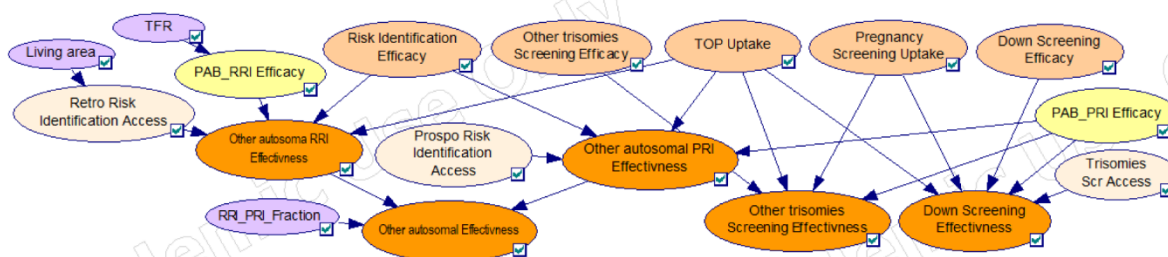 TFR
Living area
PAB_RRI Efficacy
Risk Identification
Efficacy
Other trisomies
Screening Efficacy
TOP Uptake
Pregnancy
Screening Uptake
Down Screening
Efficacy
Retro Risk
Identification Access
PAB_PRI Efficacy
Other autosoma RRI
Effectivness
Prospo Risk
Identification
Access
Other autosomal PRI
Effectivness
Trisomies
Scr Access
RRI_PRI_Fraction
Other autosomal Effectivness
Other trisomies
Screening Effectivness
Down Screening
Effectivness